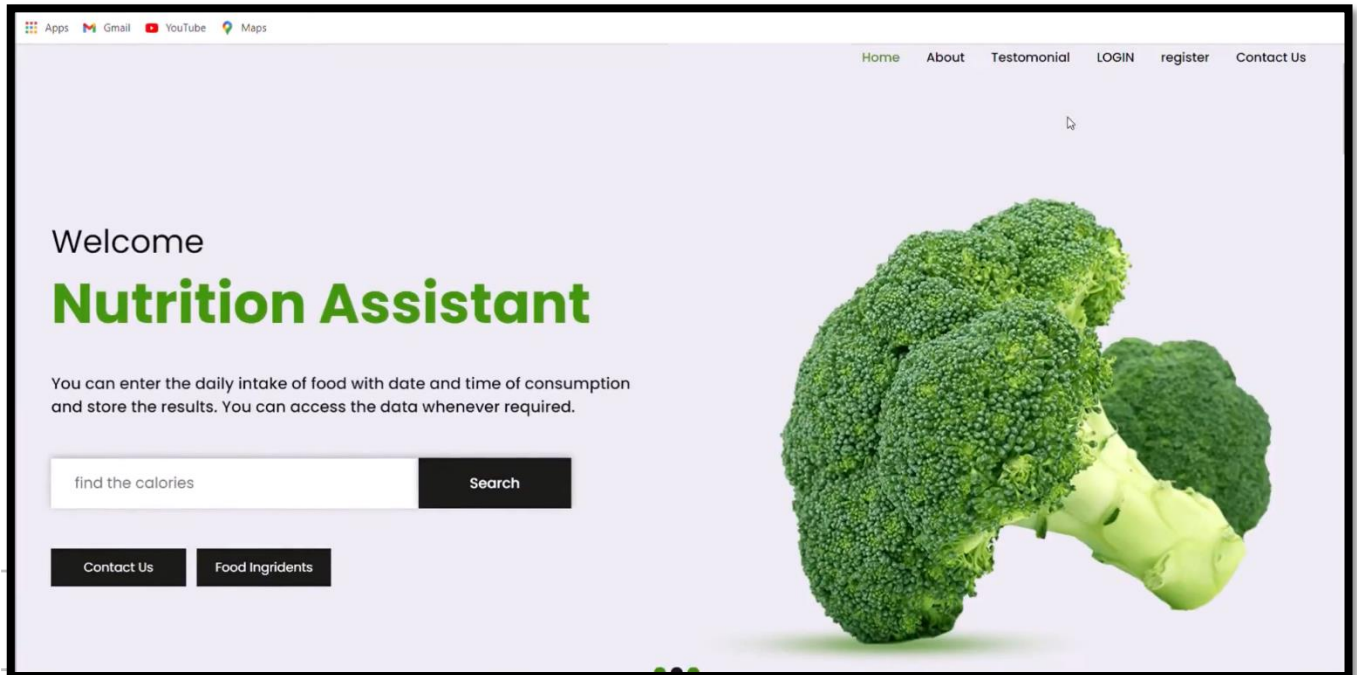 Apps Gmail YouTube Maps
Home About Testomonial LOGIN register Contact Us
Welcome
Nutrition Assistant
You can enter the daily intake of food with date and time of consumption
and store the results. You can access the data whenever required.
find the calories Search
Contact Us Food Ingridents